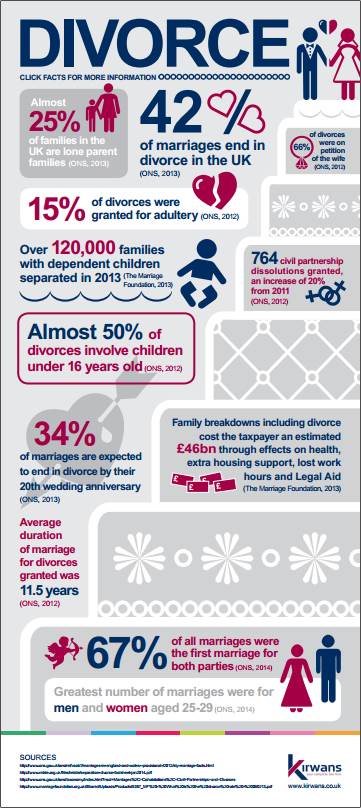 DIVORCE
CLICK FACTS FOR MORE INFORMATION
Almost
25%
of families in the
UK are lone parent
families (ONS, 2013)
42%
of marriages end in
divorce in the UK
(ONS, 2013)
66%
of divorces
were on
petition
of the wife
(ONS, 2012)
15% of divorces were
granted for adultery (ONS, 2012)
Over 120,000 families
with dependent children
separated in 2013 (The Marriage
Foundation, 2013)
764 civil partnership
dissolutions granted,
an increase of 20%
from 2011
(ONS, 2012)
Almost 50% of
divorces involve children
under 16 years old (ONS, 2012)
34%
of marriages are expected
to end in divorce by their
20th wedding anniversary
(ONS, 2013)
Family breakdowns including divorce
cost the taxpayer an estimated
£46bn through effects on health,
extra housing support, lost work
hours and Legal Aid
(The Marriage Foundation, 2013)
£ £ £ £
Average
duration
of marriage
for divorces
granted was
11.5 years
(ONS, 2012)
67% of all marriages were
the first marriage for
both parties (ONS, 2014)
Greatest number of marriages were for
men and women aged 25-29 (ONS, 2014)
SOURCES
Kirwans
www.kirwans.co.uk